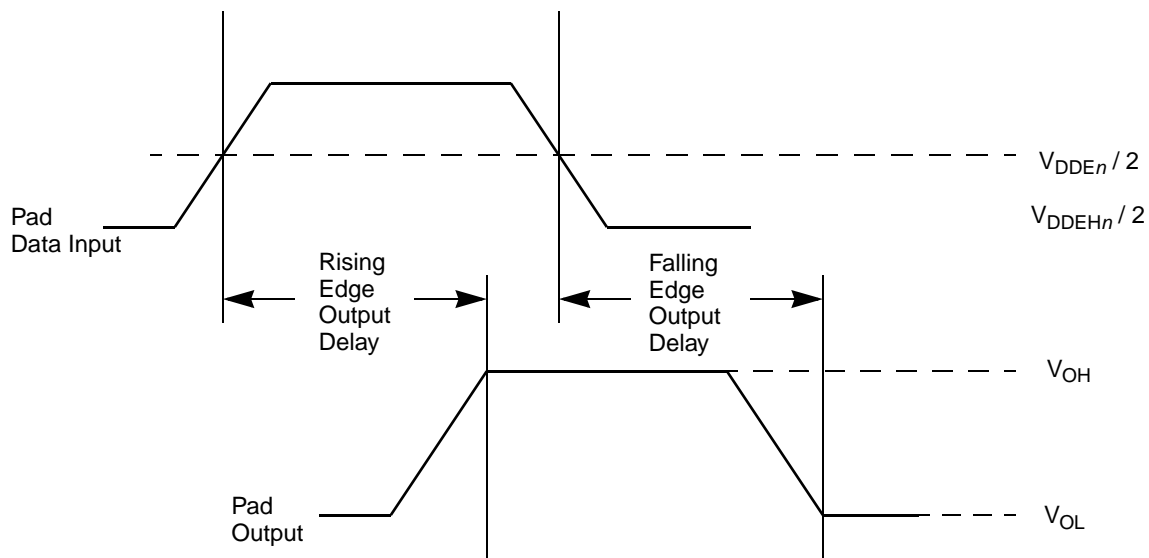 V_DDEn / 2
Pad
Data Input
V_DDEHn / 2
Rising
Edge
Output
Delay
Falling
Edge
Output
Delay
V_OH
Pad
Output
V_OL